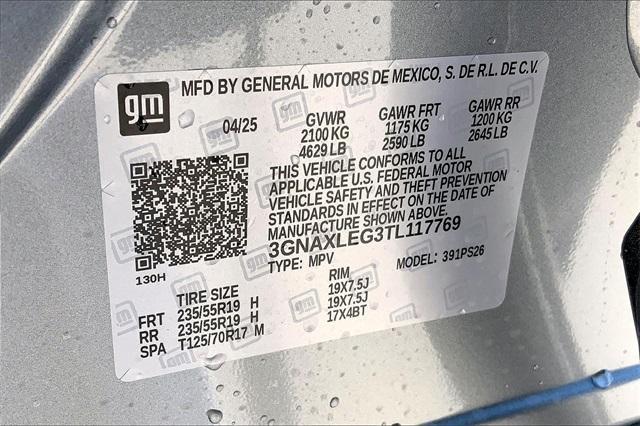 gm MFD BY GENERAL MOTORS DE MEXICO, S. DE R.L. DE C.V.
04/25 GVWR GAWR FRT GAWR RR
2100 KG 1175 KG 1200 KG
4629 LB 2590 LB 2645 LB
THIS VEHICLE CONFORMS TO ALL
APPLICABLE U.S. FEDERAL MOTOR
VEHICLE SAFETY AND THEFT PREVENTION
STANDARDS IN EFFECT ON THE DATE OF
MANUFACTURE SHOWN ABOVE.
3GNAXLEG3TL117769
TYPE: MPV MODEL: 391PS26
130H
TIRE SIZE RIM
FRT 235/55R19 H 19X7.5J
RR 235/55R19 H 19X7.5J
SPA T125/70R17 M 17X4BT